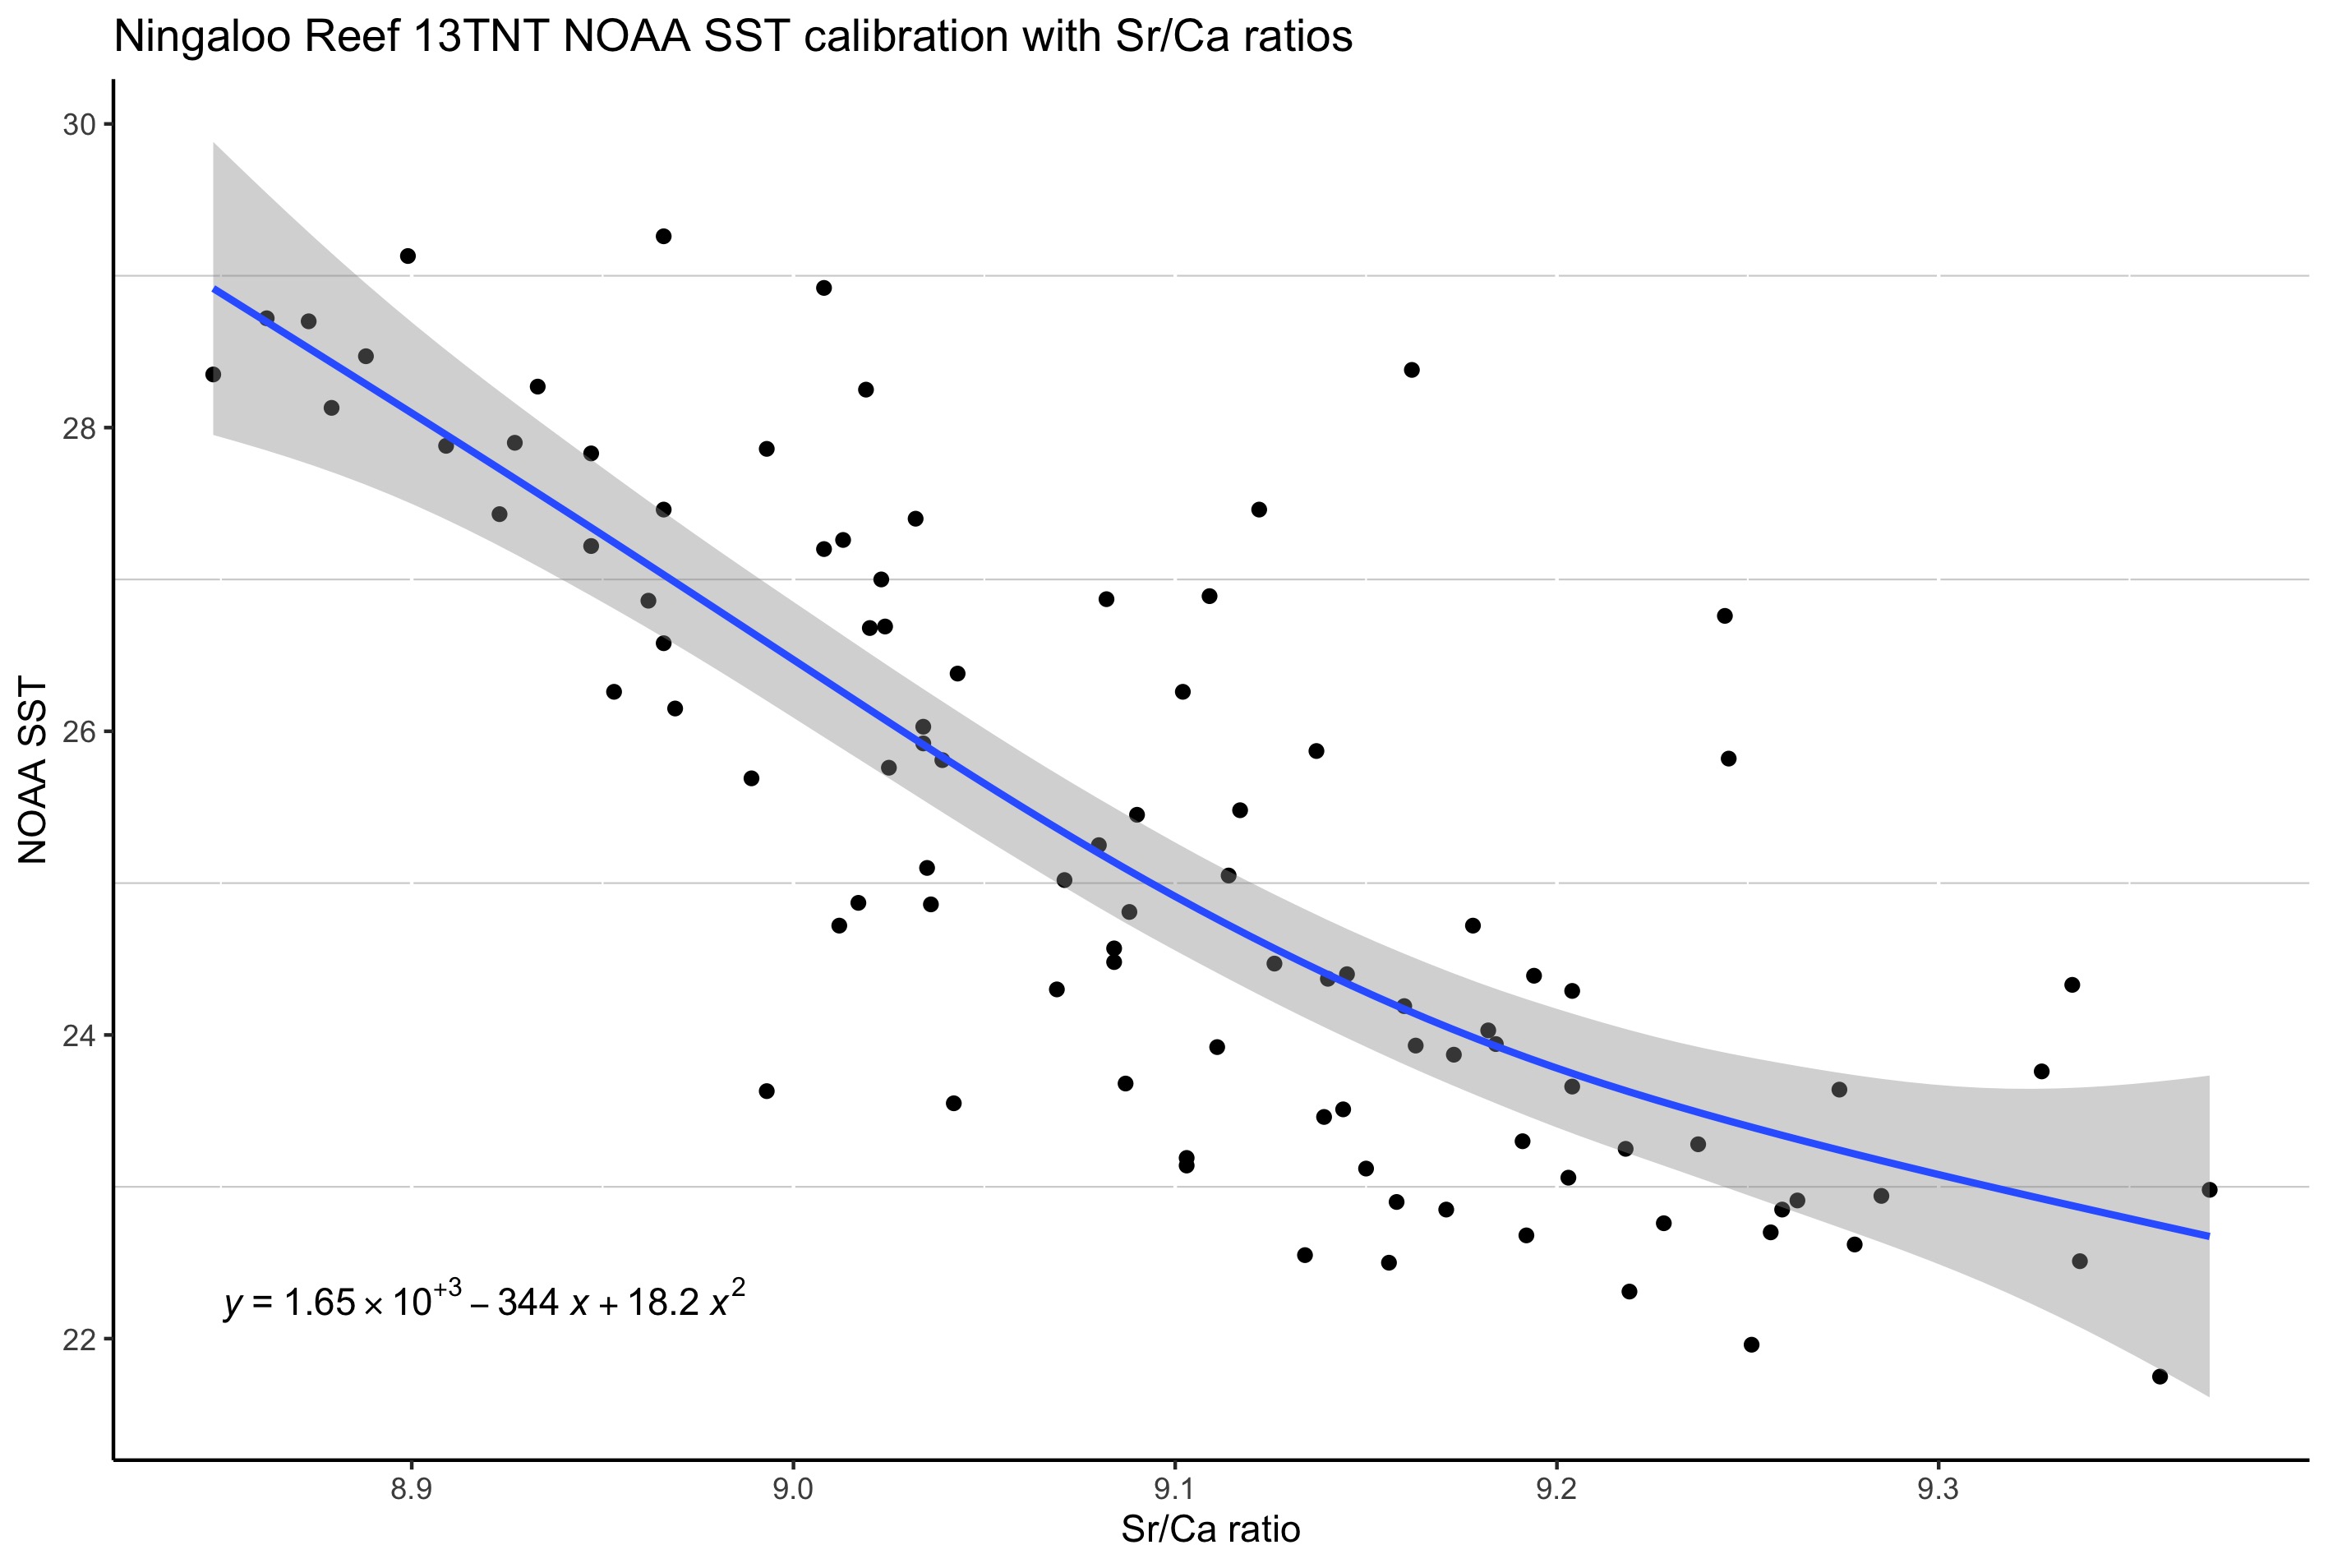 Ningaloo Reef 13TNT NOAA SST calibration with Sr/Ca ratios
30
28
26
24
22
NOAA SST
y = 1.65 × 10⁺³ − 344 x + 18.2 x²
8.9 9.0 9.1 9.2 9.3
Sr/Ca ratio